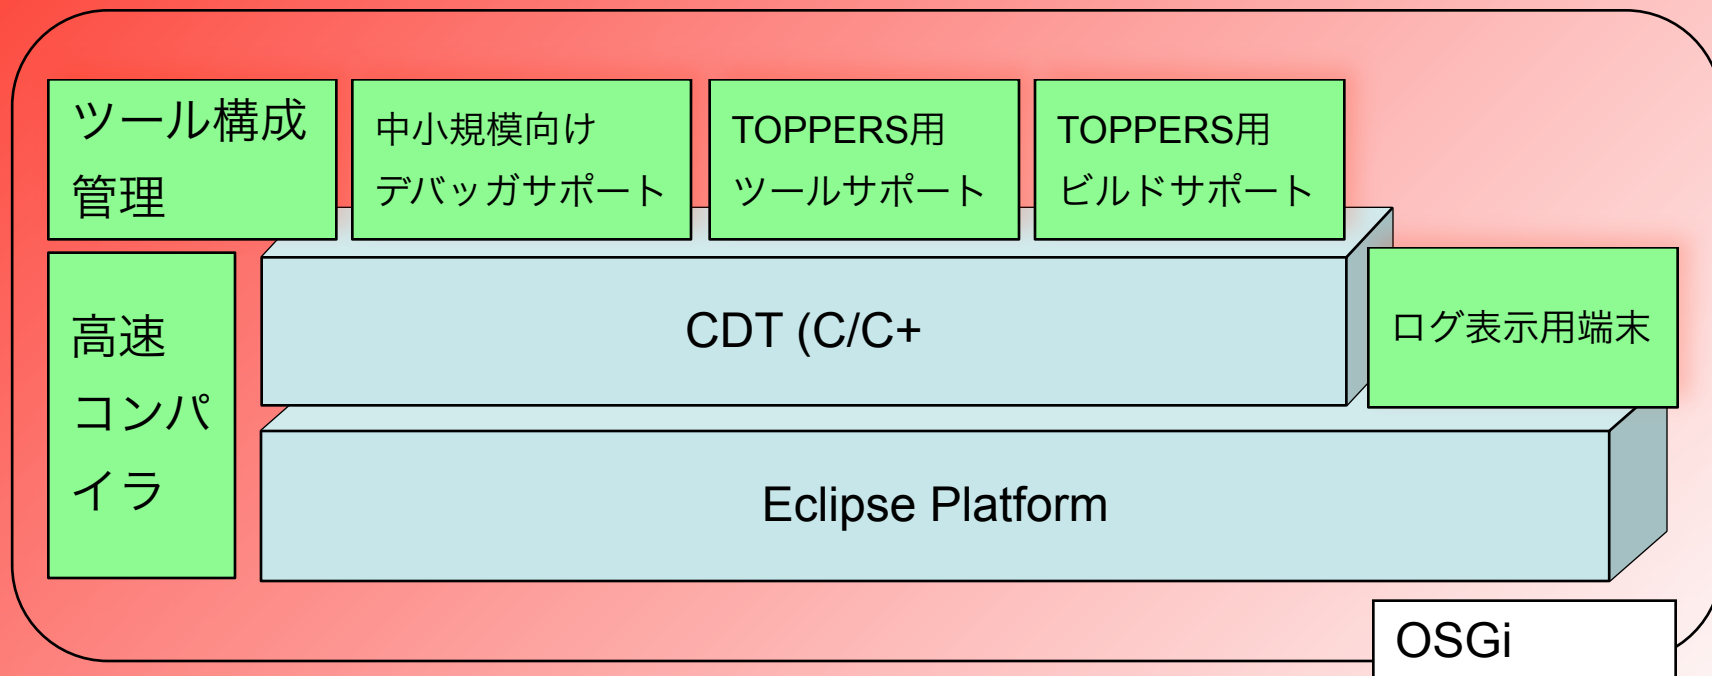 ツール構成
管理
中小規模向け
デバッガサポート
TOPPERS用
ツールサポート
TOPPERS用
ビルドサポート
高速
コンパ
イラ
CDT (C/C+
ログ表示用端末
Eclipse Platform
OSGi